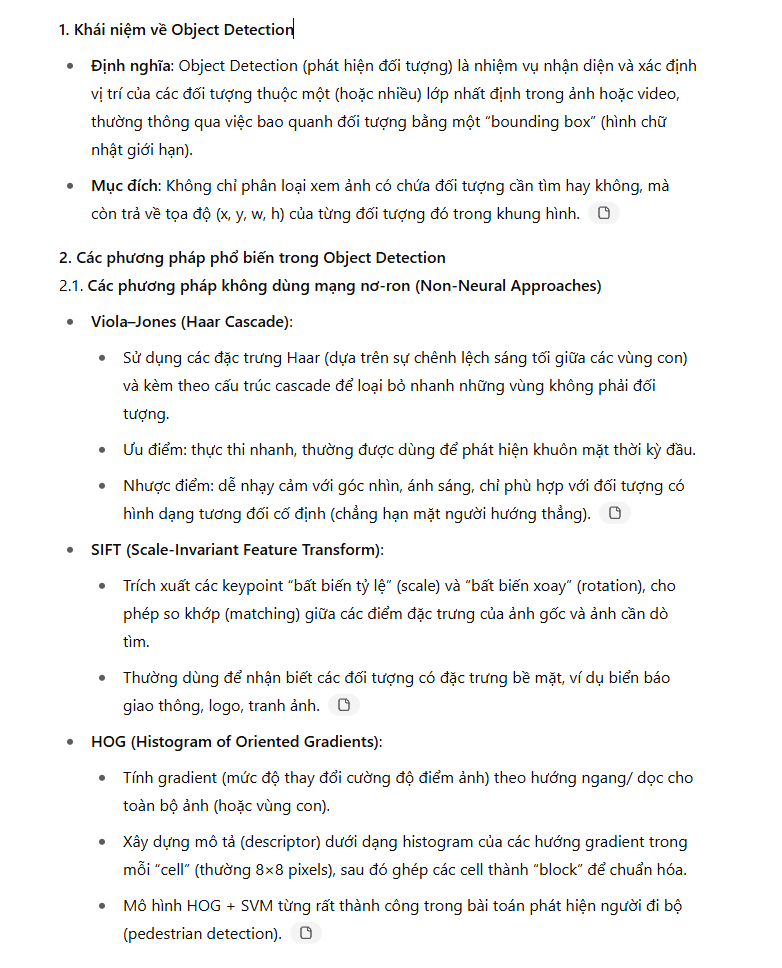 1. Khái niệm về Object Detection
Định nghĩa: Object Detection (phát hiện đối tượng) là nhiệm vụ nhận diện và xác định
vị trí của các đối tượng thuộc một (hoặc nhiều) lớp nhất định trong ảnh hoặc video,
thường thông qua việc bao quanh đối tượng bằng một “bounding box” (hình chữ
nhật giới hạn).
Mục đích: Không chỉ phân loại xem ảnh có chứa đối tượng cần tìm hay không, mà
còn trả về tọa độ (x, y, w, h) của từng đối tượng đó trong khung hình.
2. Các phương pháp phổ biến trong Object Detection
2.1. Các phương pháp không dùng mạng nơ-ron (Non-Neural Approaches)
Viola–Jones (Haar Cascade):
Sử dụng các đặc trưng Haar (dựa trên sự chênh lệch sáng tối giữa các vùng con)
và kèm theo cấu trúc cascade để loại bỏ nhanh những vùng không phải đối
tượng.
Ưu điểm: thực thi nhanh, thường được dùng để phát hiện khuôn mặt thời kỳ đầu.
Nhược điểm: dễ nhạy cảm với góc nhìn, ánh sáng, chỉ phù hợp với đối tượng có
hình dạng tương đối cố định (chẳng hạn mặt người hướng thẳng).
SIFT (Scale-Invariant Feature Transform):
Trích xuất các keypoint “bất biến tỷ lệ” (scale) và “bất biến xoay” (rotation), cho
phép so khớp (matching) giữa các điểm đặc trưng của ảnh gốc và ảnh cần dò
tìm.
Thường dùng để nhận biết các đối tượng có đặc trưng bề mặt, ví dụ biển báo
giao thông, logo, tranh ảnh.
HOG (Histogram of Oriented Gradients):
Tính gradient (mức độ thay đổi cường độ điểm ảnh) theo hướng ngang/ dọc cho
toàn bộ ảnh (hoặc vùng con).
Xây dựng mô tả (descriptor) dưới dạng histogram của các hướng gradient trong
mỗi “cell” (thường 8×8 pixels), sau đó ghép các cell thành “block” để chuẩn hóa.
Mô hình HOG + SVM từng rất thành công trong bài toán phát hiện người đi bộ
(pedestrian detection).